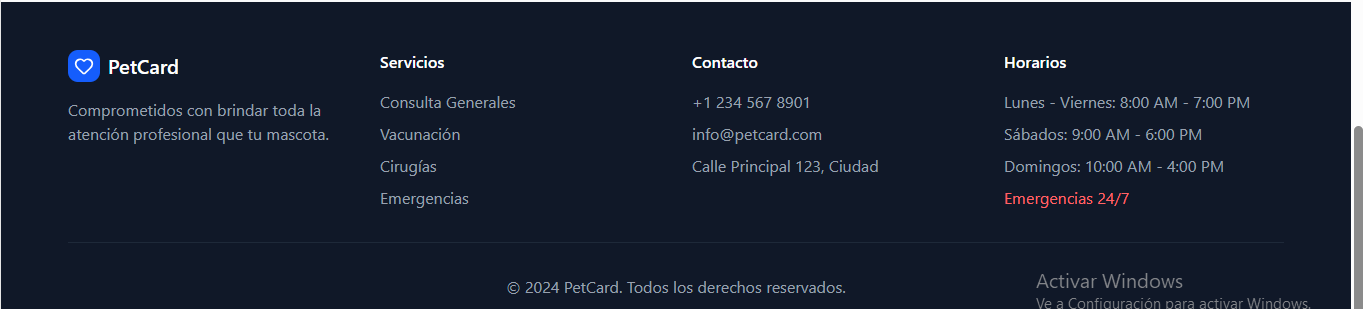 PetCard
Comprometidos con brindar toda la
atención profesional que tu mascota.
Servicios
Consulta Generales
Vacunación
Cirugías
Emergencias
Contacto
+1 234 567 8901
info@petcard.com
Calle Principal 123, Ciudad
Horarios
Lunes - Viernes: 8:00 AM - 7:00 PM
Sábados: 9:00 AM - 6:00 PM
Domingos: 10:00 AM - 4:00 PM
Emergencias 24/7
© 2024 PetCard. Todos los derechos reservados.
Activar Windows
Ve a Configuración para activar Windows.